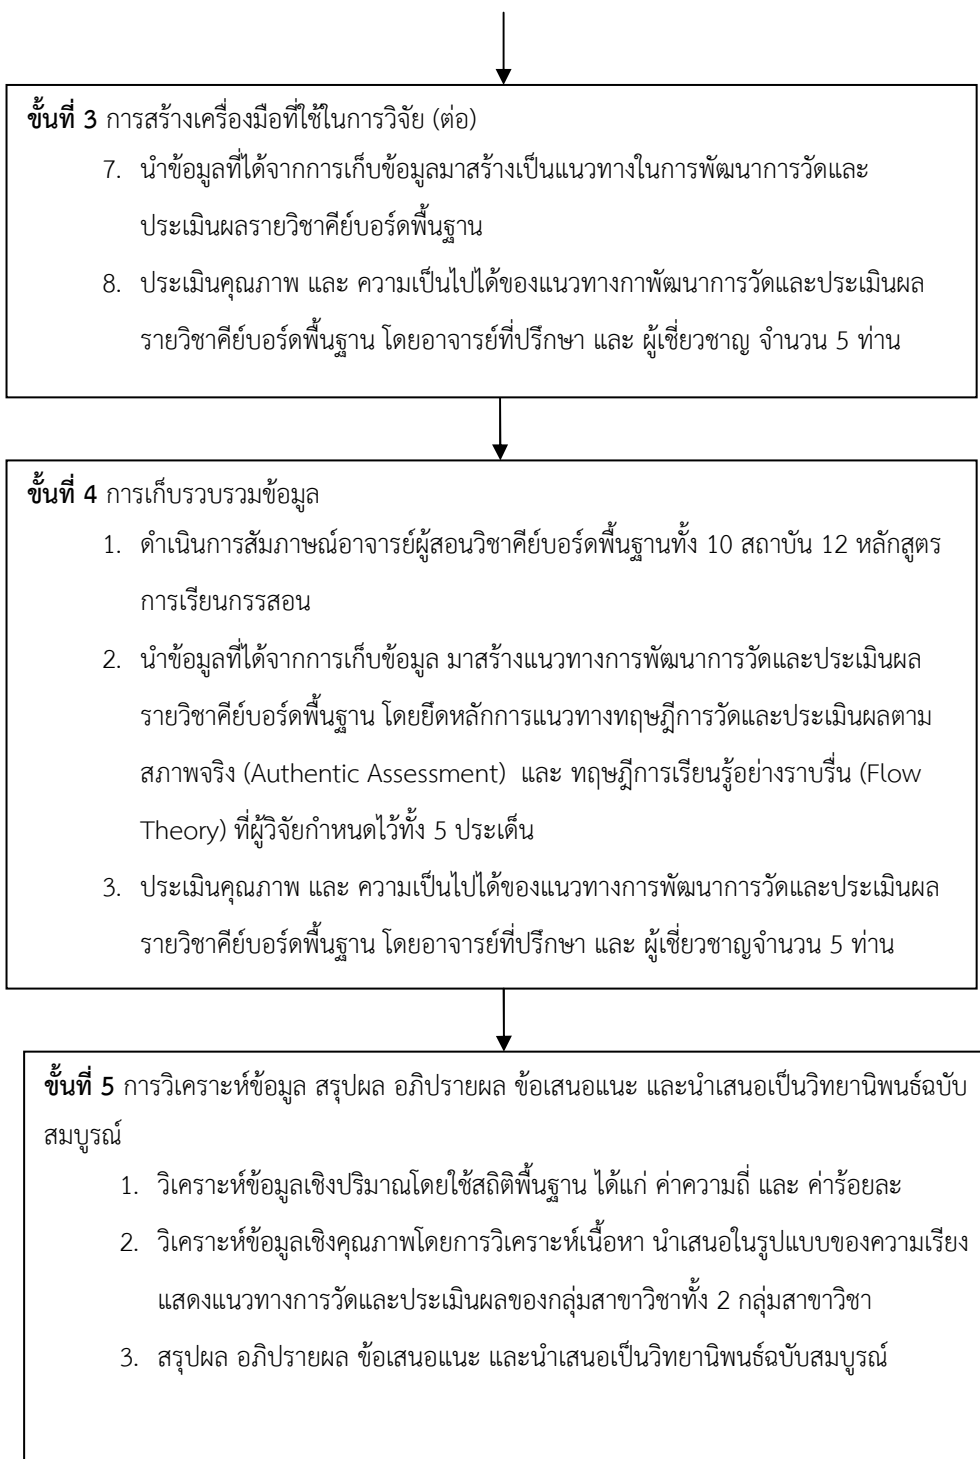 ขั้นที่ 3 การสร้างเครื่องมือที่ใช้ในการวิจัย (ต่อ)
7. นำข้อมูลที่ได้จากการเก็บข้อมูลมาสร้างเป็นแนวทางในการพัฒนาการวัดและ
ประเมินผลรายวิชาคีย์บอร์ดพื้นฐาน
8. ประเมินคุณภาพ และ ความเป็นไปได้ของแนวทางกาพัฒนาการวัดและประเมินผล
รายวิชาคีย์บอร์ดพื้นฐาน โดยอาจารย์ที่ปรึกษา และ ผู้เชี่ยวชาญ จำนวน 5 ท่าน
ขั้นที่ 4 การเก็บรวบรวมข้อมูล
1. ดำเนินการสัมภาษณ์อาจารย์ผู้สอนวิชาคีย์บอร์ดพื้นฐานทั้ง 10 สถาบัน 12 หลักสูตร
การเรียนกรรสอน
2. นำข้อมูลที่ได้จากการเก็บข้อมูล มาสร้างแนวทางการพัฒนาการวัดและประเมินผล
รายวิชาคีย์บอร์ดพื้นฐาน โดยยึดหลักการแนวทางทฤษฎีการวัดและประเมินผลตาม
สภาพจริง (Authentic Assessment) และ ทฤษฎีการเรียนรู้อย่างราบรื่น (Flow
Theory) ที่ผู้วิจัยกำหนดไว้ทั้ง 5 ประเด็น
3. ประเมินคุณภาพ และ ความเป็นไปได้ของแนวทางการพัฒนาการวัดและประเมินผล
รายวิชาคีย์บอร์ดพื้นฐาน โดยอาจารย์ที่ปรึกษา และ ผู้เชี่ยวชาญจำนวน 5 ท่าน
ขั้นที่ 5 การวิเคราะห์ข้อมูล สรุปผล อภิปรายผล ข้อเสนอแนะ และนำเสนอเป็นวิทยานิพนธ์ฉบับ
สมบูรณ์
1. วิเคราะห์ข้อมูลเชิงปริมาณโดยใช้สถิติพื้นฐาน ได้แก่ ค่าความถี่ และ ค่าร้อยละ
2. วิเคราะห์ข้อมูลเชิงคุณภาพโดยการวิเคราะห์เนื้อหา นำเสนอในรูปแบบของความเรียง
แสดงแนวทางการวัดและประเมินผลของกลุ่มสาขาวิชาทั้ง 2 กลุ่มสาขาวิชา
3. สรุปผล อภิปรายผล ข้อเสนอแนะ และนำเสนอเป็นวิทยานิพนธ์ฉบับสมบูรณ์